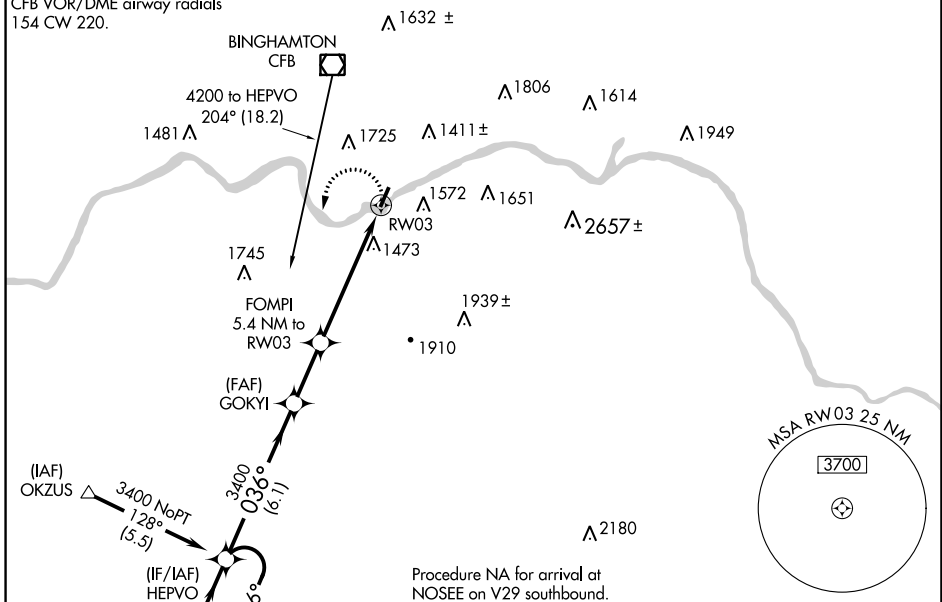 CFB VOR/DME airway radials
154 CW 220.
1632 ±
BINGHAMTON
CFB
1806
1614
4200 to HEPVO
204° (18.2)
1481
1725
1411±
1949
1572
1651
RW03
2657±
1473
1745
FOMPI
5.4 NM to
RW03
1939±
1910
(FAF)
GOKYI
MSA RW03 25 NM
3700
(IAF)
OKZUS
3400 NoPT
128°
(5.5)
3400
036°
(6.1)
2180
(IF/IAF)
HEPVO
Procedure NA for arrival at
NOSEE on V29 southbound.